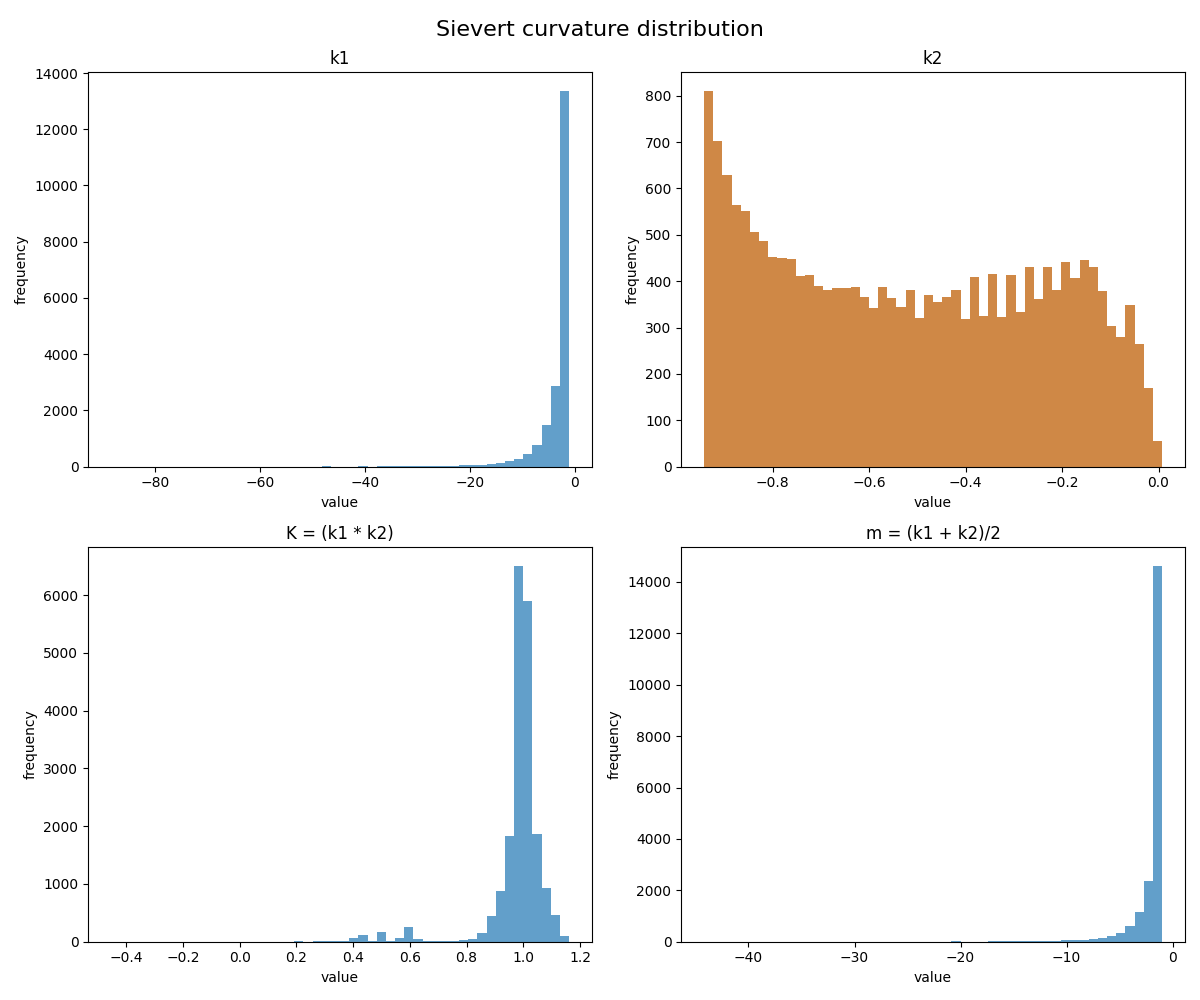 Sievert curvature distribution
k1
14000
12000
10000
8000
6000
4000
2000
0
frequency
−80 −60 −40 −20 0
value
k2
800
700
600
500
400
300
200
100
0
frequency
−0.8 −0.6 −0.4 −0.2 0.0
value
K = (k1 * k2)
6000
5000
4000
3000
2000
1000
0
frequency
−0.4 −0.2 0.0 0.2 0.4 0.6 0.8 1.0 1.2
value
m = (k1 + k2)/2
14000
12000
10000
8000
6000
4000
2000
0
frequency
−40 −30 −20 −10 0
value